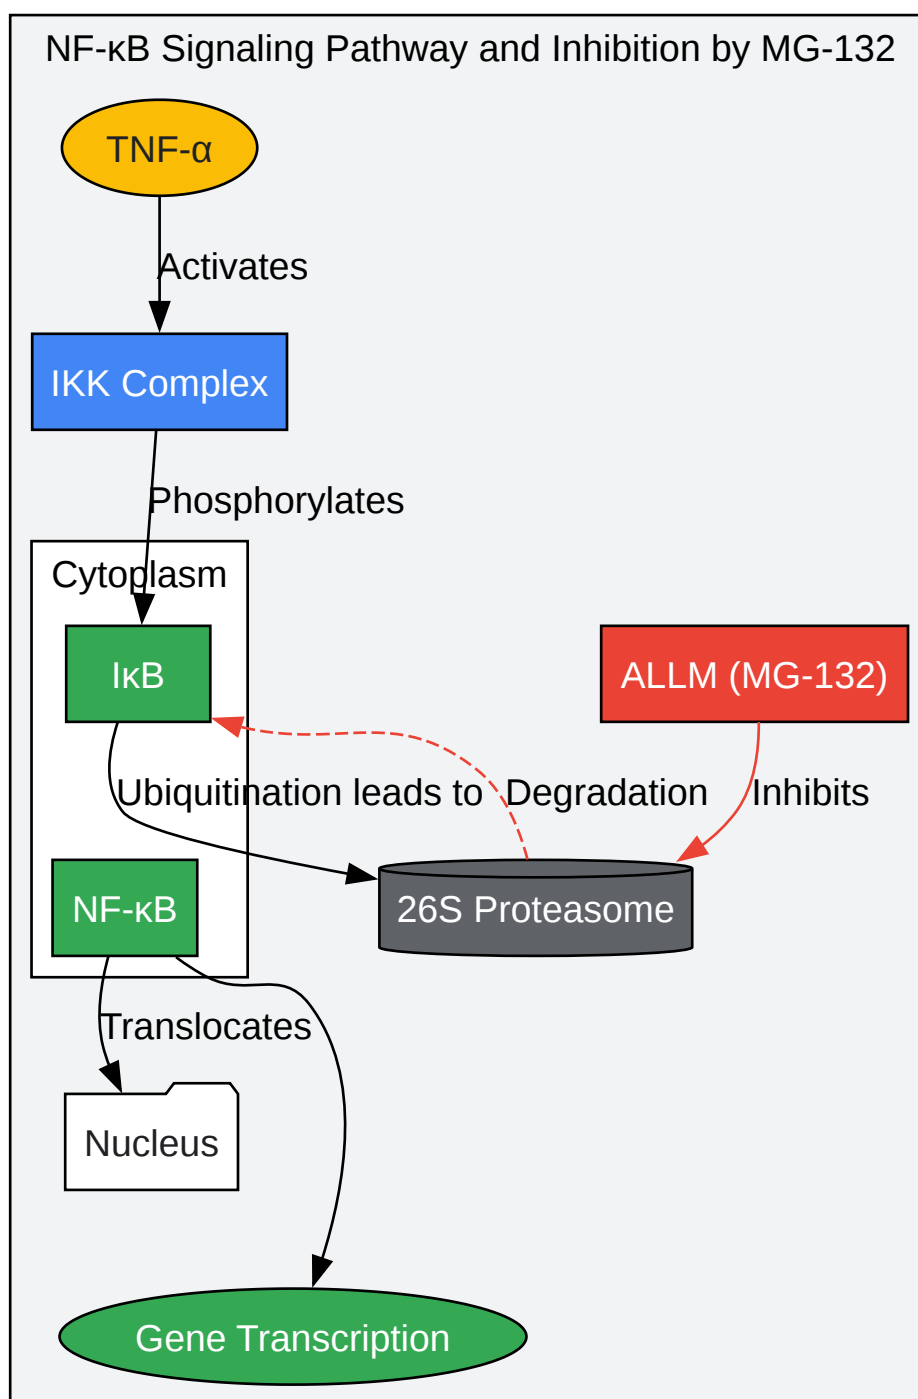 NF-κB Signaling Pathway and Inhibition by MG-132
TNF-α
Activates
IKK Complex
Phosphorylates
Cytoplasm
IκB
ALLM (MG-132)
Ubiquitination leads to
Degradation
Inhibits
NF-κB
26S Proteasome
Translocates
Nucleus
Gene Transcription